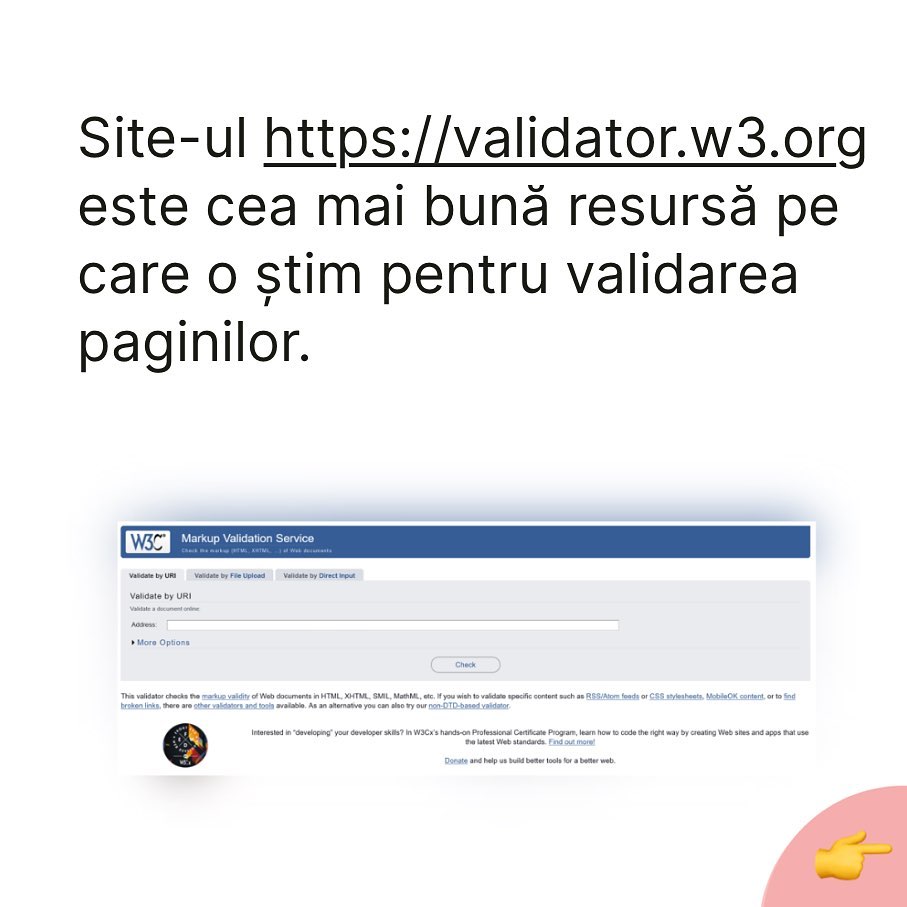 Site-ul https://validator.w3.org
este cea mai bună resursă pe
care o știm pentru validarea
paginilor.
W3C®
Markup Validation Service
Check the markup (HTML, XHTML, …) of Web documents
Validate by URI Validate by File Upload Validate by Direct Input
Validate by URI
Validate a document online:
Address:
More Options
Check
This validator checks the markup validity of Web documents in HTML, XHTML, SMIL, MathML, etc. If you wish to validate specific content such as RSS/Atom feeds or CSS stylesheets, MobileOK content, or to find
broken links, there are other validators and tools available. As an alternative you can also try our non-DTD-based validator.
Interested in “developing” your developer skills? In W3Cx's hands-on Professional Certificate Program, learn how to code the right way by creating Web sites and apps that use
the latest Web standards. Find out more!
W3Cx
Donate and help us build better tools for a better web.